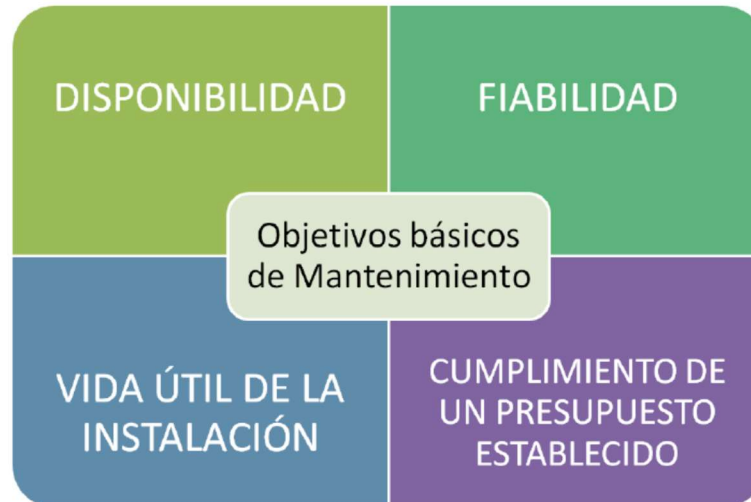 DISPONIBILIDAD
FIABILIDAD
Objetivos básicos
de Mantenimiento
VIDA ÚTIL DE LA
INSTALACIÓN
CUMPLIMIENTO DE
UN PRESUPUESTO
ESTABLECIDO